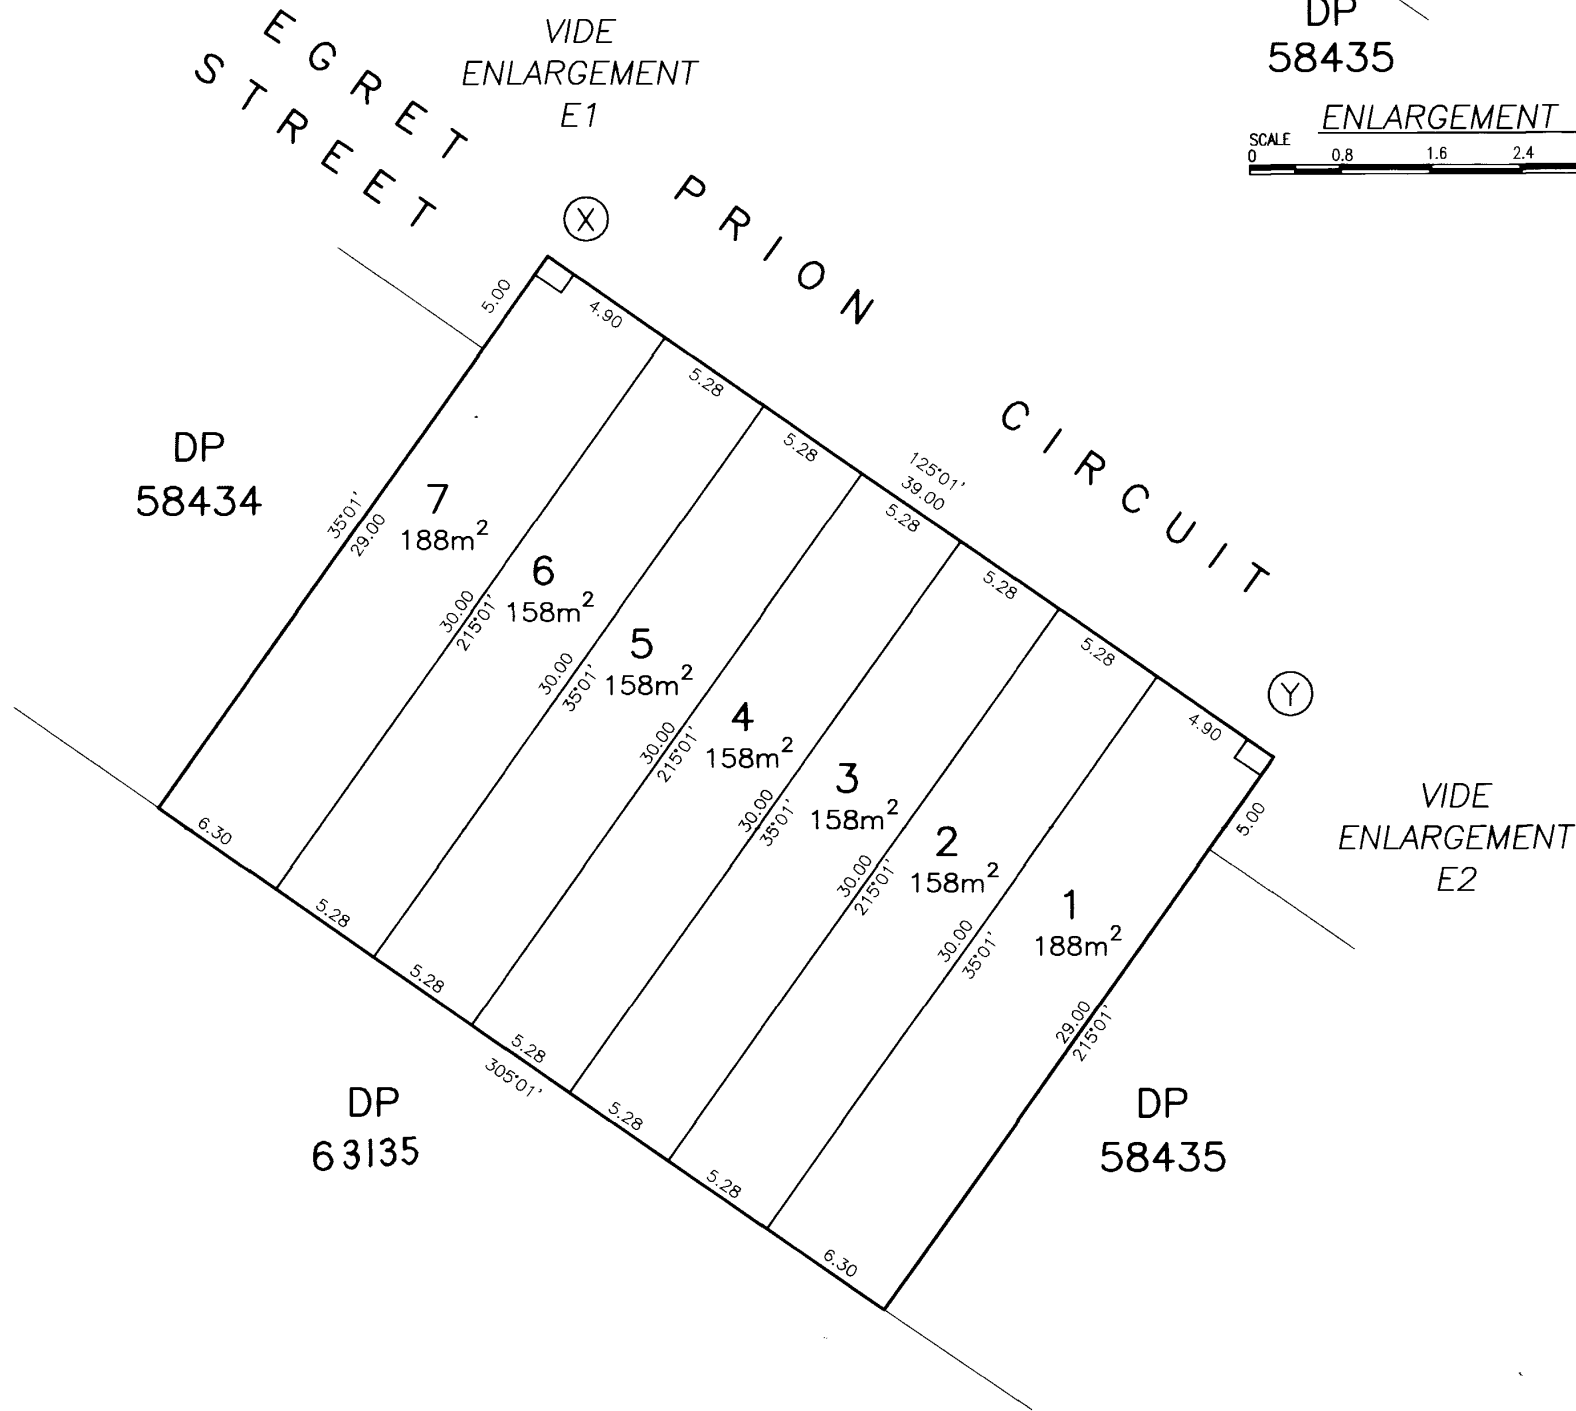 EGRET
STREET
VIDE
ENLARGEMENT
E1
DP
58435
ENLARGEMENT
SCALE
0 0.8 1.6 2.4
X
PRION CIRCUIT
5.00
4.90
5.28
5.28
125°01'
39.00
5.28
5.28
5.28
4.90
Y
5.00
VIDE
ENLARGEMENT
E2
DP
58434
35°01'
29.00
7
188m²
30.00
215°01'
6
158m²
30.00
35°01'
5
158m²
30.00
215°01'
4
158m²
30.00
35°01'
3
158m²
30.00
215°01'
2
158m²
30.00
35°01'
1
188m²
29.00
215°01'
6.30
5.28
5.28
5.28
305°01'
5.28
5.28
6.30
DP
63135
DP
58435